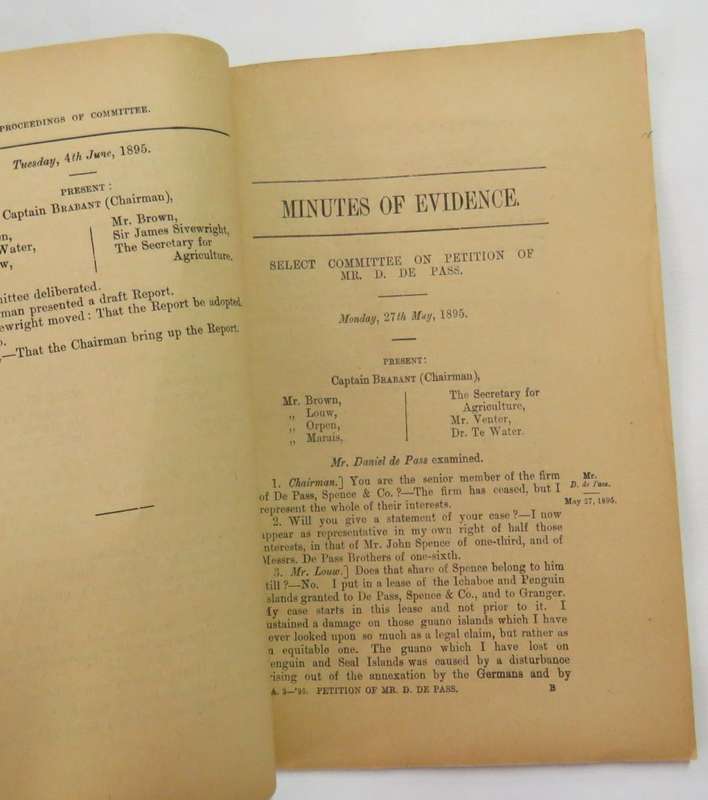 PROCEEDINGS OF COMMITTEE.
Tuesday, 4th June, 1895.
PRESENT:
Captain BRABANT (Chairman),
Mr. Brown,
Water,
Sir James Sivewright,
The Secretary for
Agriculture.
deliberated.
presented a draft Report.
moved: That the Report be adopted.
—That the Chairman bring up the Report.
MINUTES OF EVIDENCE.
SELECT COMMITTEE ON PETITION OF
MR. D. DE PASS.
Monday, 27th May, 1895.
PRESENT:
Captain BRABANT (Chairman),
Mr. Brown,
„ Louw,
„ Orpen,
„ Marais,
The Secretary for
Agriculture,
Mr. Venter,
Dr. Te Water.
Mr. Daniel de Pass examined.
1. Chairman.] You are the senior member of the firm
of De Pass, Spence & Co.?—The firm has ceased, but I
represent the whole of their interests.
Mr.
D. de Pass.
May 27, 1895.
2. Will you give a statement of your case?—I now
appear as representative in my own right of half those
interests, in that of Mr. John Spence of one-third, and of
Messrs. De Pass Brothers of one-sixth.
3. Mr. Louw.] Does that share of Spence belong to him
till?—No. I put in a lease of the Ichaboe and Penguin
slands granted to De Pass, Spence & Co., and to Granger.
My case starts in this lease and not prior to it. I
ustained a damage on those guano islands which I have
ever looked upon so much as a legal claim, but rather as
n equitable one. The guano which I have lost on
enguin and Seal Islands was caused by a disturbance
rising out of the annexation by the Germans and by
A. 3—'95. PETITION OF MR. D. DE PASS.
B